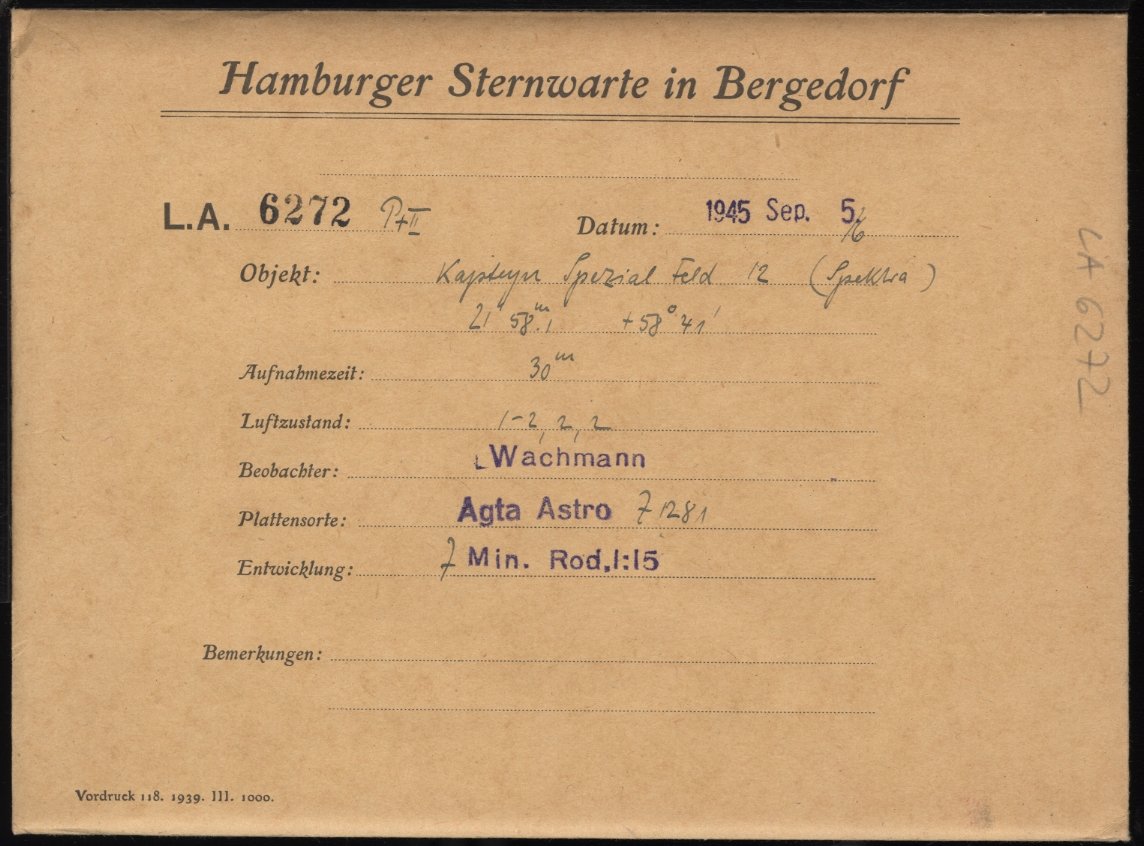 Hamburger Sternwarte in Bergedorf
L.A. 6272 P+II Datum: 1945 Sep. 5./6
Objekt: Kapteyn Spezial Feld 12 (Spektra)
21ʰ 58ᵐ.1 +58° 41'
Aufnahmezeit: 30ᵐ
Luftzustand: 1-2, 2, 2
Beobachter: Wachmann
Plattensorte: Agfa Astro Z 1281
Entwicklung: 7 Min. Rod. 1:15
Bemerkungen:
Vordruck 118. 1939. III. 1000.
LA 6272